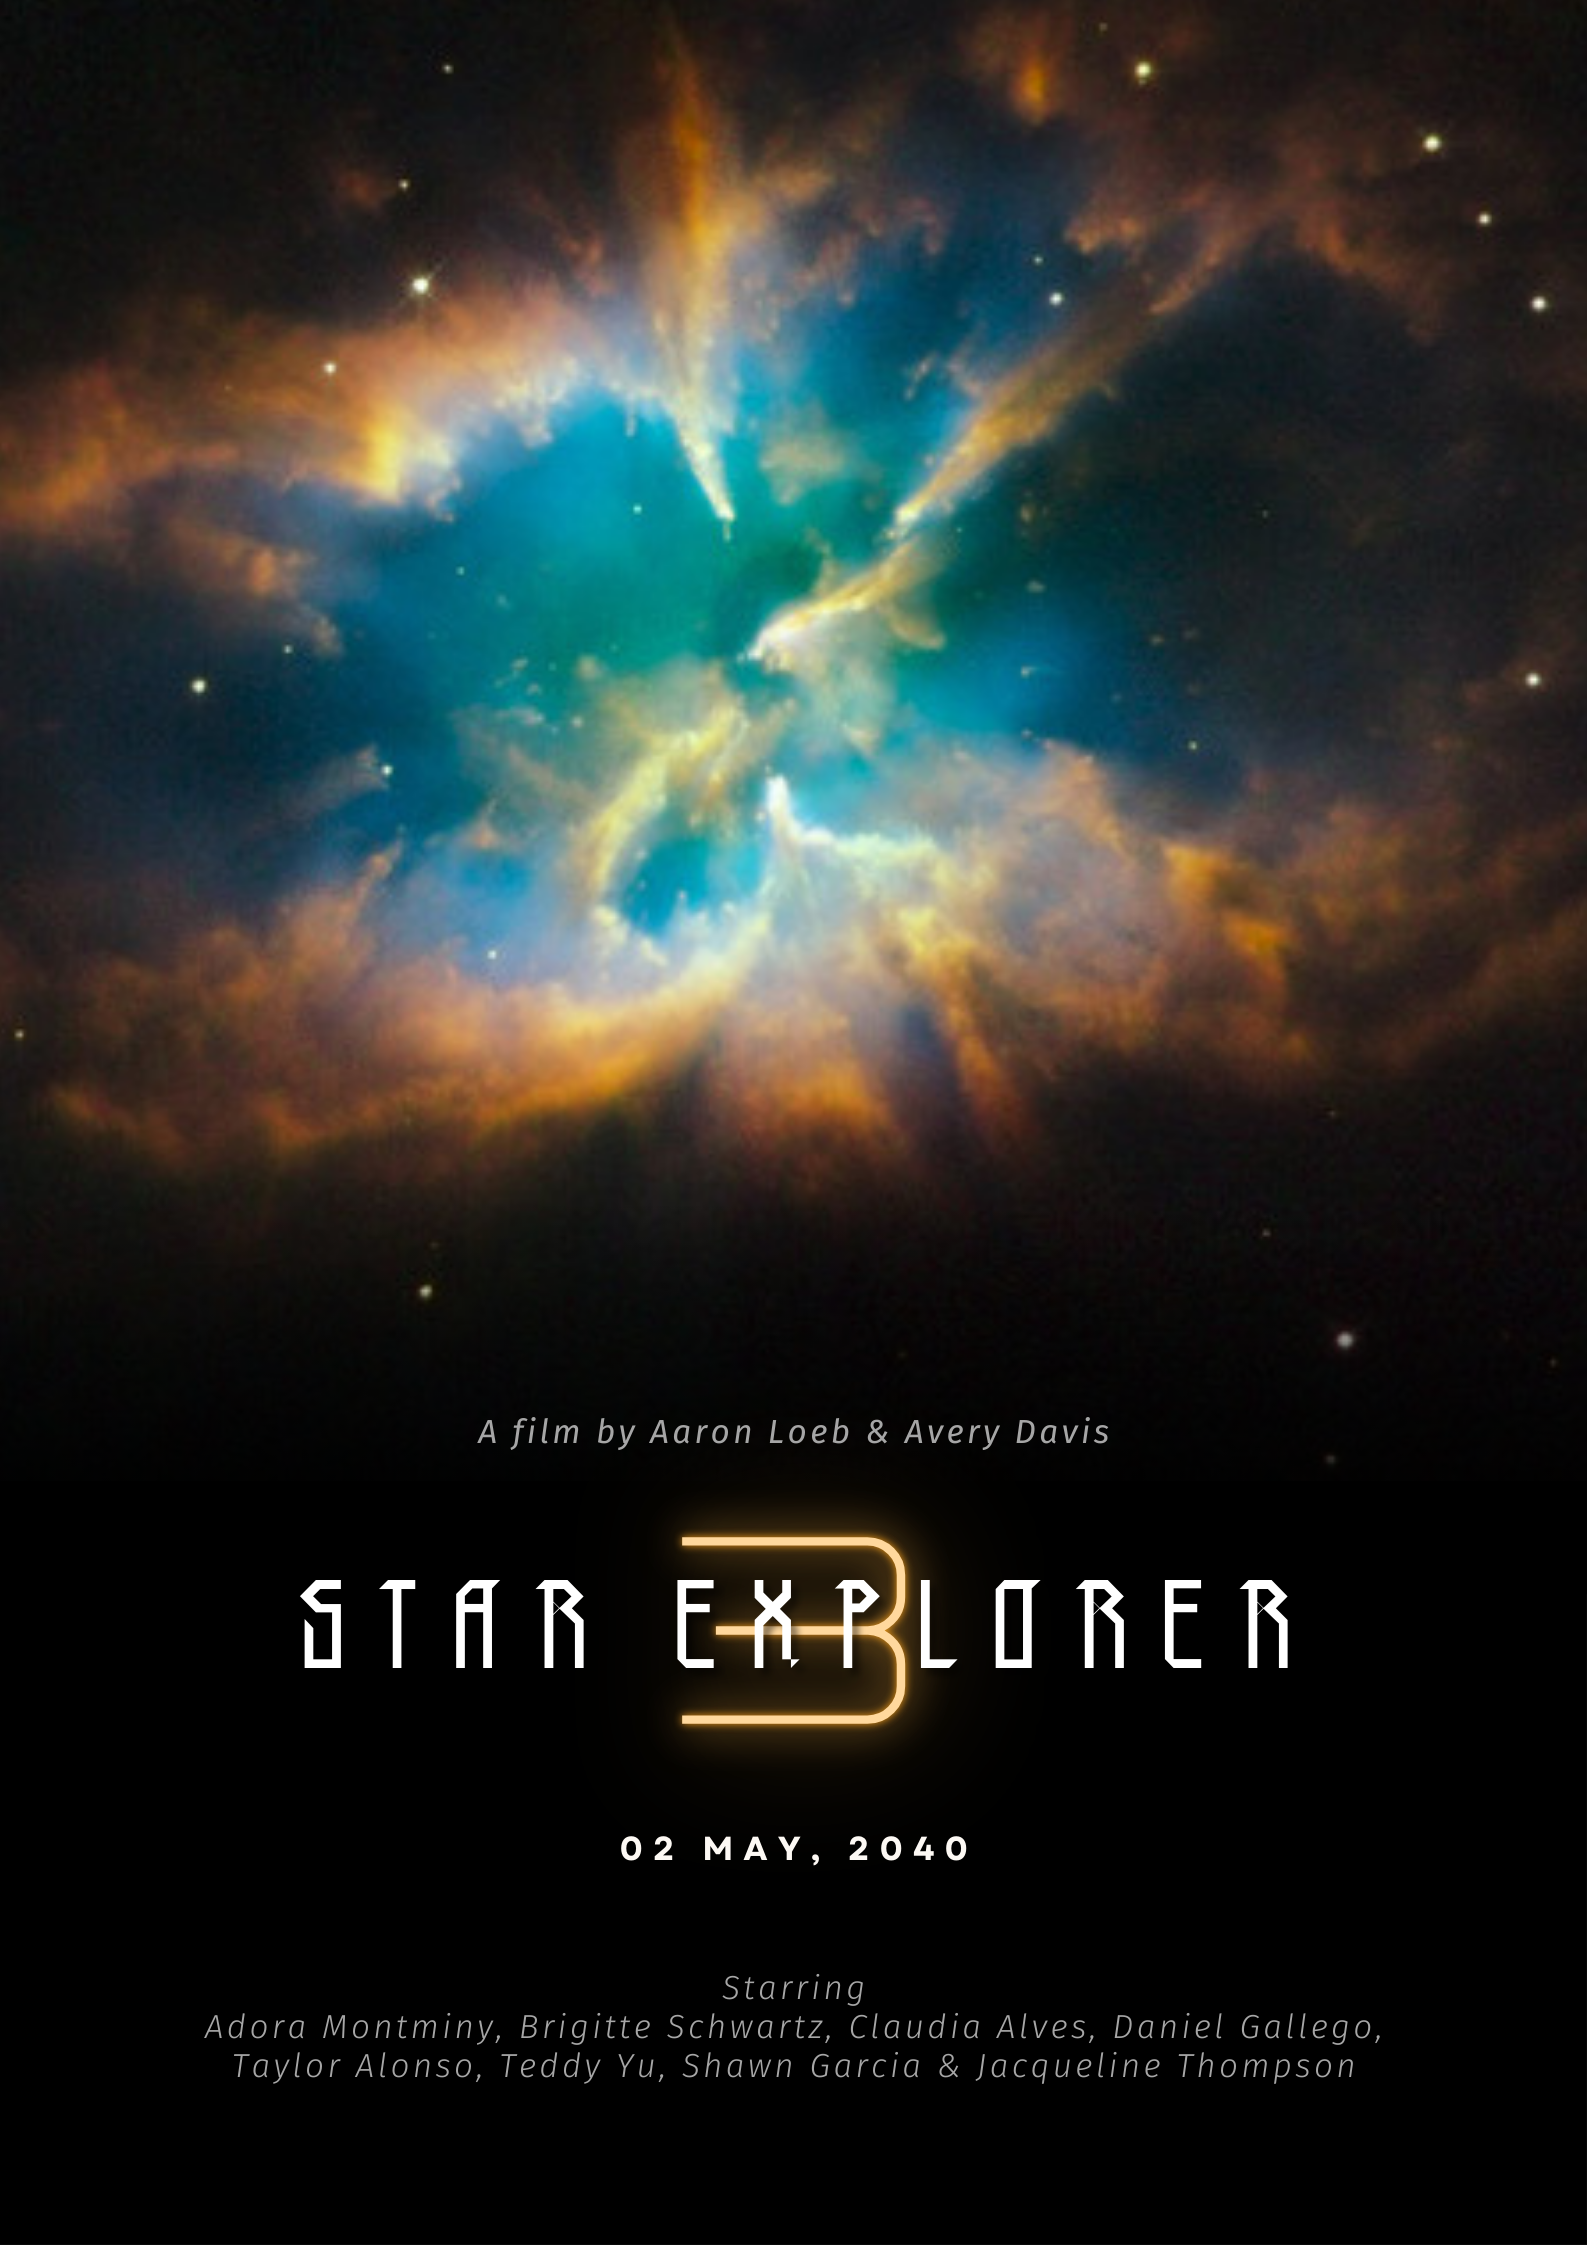 A film by Aaron Loeb & Avery Davis
3
STAR EXPLORER
02 MAY, 2040
Starring
Adora Montminy, Brigitte Schwartz, Claudia Alves, Daniel Gallego,
Taylor Alonso, Teddy Yu, Shawn Garcia & Jacqueline Thompson